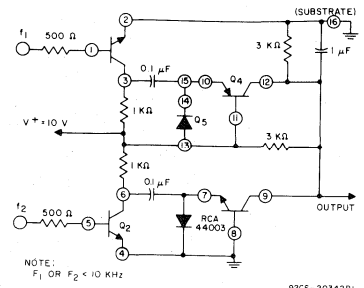 (SUBSTRATE)
f₁
500 Ω
1
2
16
3 KΩ
1 μF
0.1 μF
3
15
10
Q4
12
1 KΩ
14
Q5
11
V⁺=10 V
13
3 KΩ
1 KΩ
0.1 μF
6
7
9
OUTPUT
f₂
500 Ω
5
Q2
RCA
44003
8
4
NOTE:
F₁ OR F₂ < 10 KHz